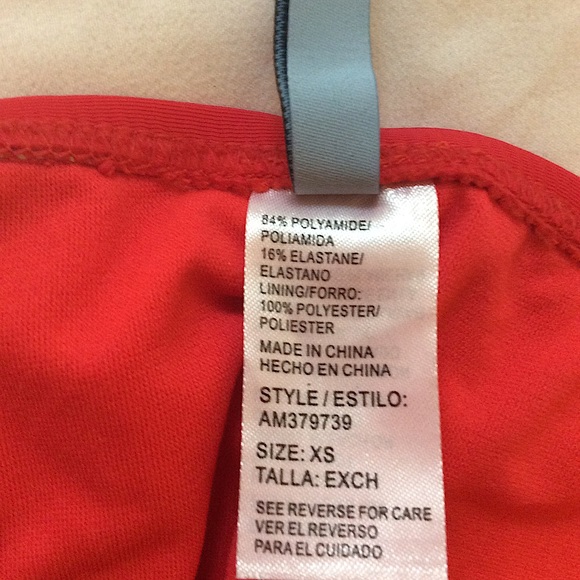 84% POLYAMIDE/
POLIAMIDA
16% ELASTANE/
ELASTANO
LINING/FORRO:
100% POLYESTER/
POLIESTER
MADE IN CHINA
HECHO EN CHINA
STYLE / ESTILO:
AM379739
SIZE: XS
TALLA: EXCH
SEE REVERSE FOR CARE
VER EL REVERSO
PARA EL CUIDADO